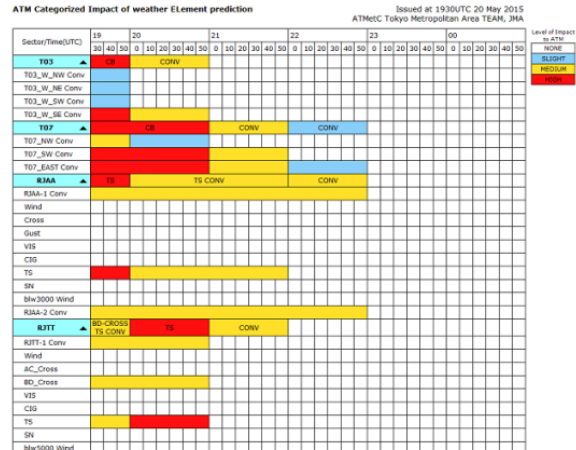 ATM Categorized Impact of weather ELement prediction
Issued at 1930UTC 20 May 2015
ATMetC Tokyo Metropolitan Area TEAM, JMA
Level of Impact
to ATM
NONE
SLIGHT
MEDIUM
HIGH
Sector/Time(UTC) 19 20 21 22 23 00
30 40 50 0 10 20 30 40 50 0 10 20 30 40 50 0 10 20 30 40 50 0 10 20 30 40 50 0 10 20 30 40 50
T03 ▲ CB CONV
T03_W_NW Conv
T03_W_NE Conv
T03_W_SW Conv
T03_W_SE Conv
T07 ▲ CB CONV CONV
T07_NW Conv
T07_SW Conv
T07_EAST Conv
RJAA ▲ TS TS CONV CONV
RJAA-1 Conv
Wind
Cross
Gust
VIS
CIG
TS
SN
blw3000 Wind
RJAA-2 Conv
RJTT ▲ BD-CROSS TS CONV TS CONV
RJTT-1 Conv
Wind
AC_Cross
BD_Cross
VIS
CIG
TS
SN
blw5000 Wind